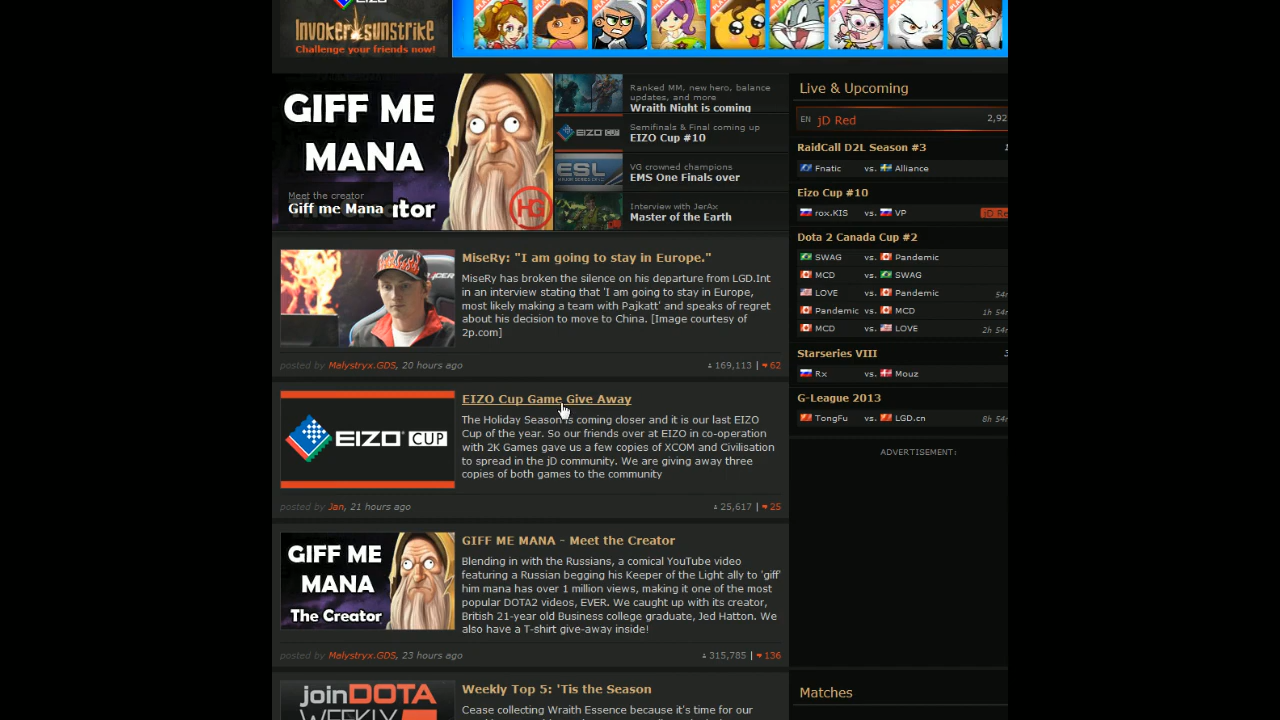 EIZO
Invoker sunstrike
Challenge your friends now!
GIFF ME
MANA
Meet the creator
Giff me Mana
tor
HG
Ranked MM, new hero, balance
updates, and more
Wraith Night is coming
Semifinals & Final coming up
EIZO CUP
EIZO Cup #10
VG crowned champions
ESL
EMS One Finals over
Interview with JerAx
Master of the Earth
MiseRy: "I am going to stay in Europe."
MiseRy has broken the silence on his departure from LGD.Int
in an interview stating that 'I am going to stay in Europe,
most likely making a team with Pajkatt' and speaks of regret
about his decision to move to China. [Image courtesy of
2p.com]
posted by Malystryx.GDS, 20 hours ago
169,113 | 62
EIZO Cup Game Give Away
EIZO CUP
The Holiday Season is coming closer and it is our last EIZO
Cup of the year. So our friends over at EIZO in co-operation
with 2K Games gave us a few copies of XCOM and Civilisation
to spread in the jD community. We are giving away three
copies of both games to the community
posted by Jan, 21 hours ago
25,617 | 25
GIFF ME MANA - Meet the Creator
GIFF ME
MANA
The Creator
Blending in with the Russians, a comical YouTube video
featuring a Russian begging his Keeper of the Light ally to 'giff'
him mana has over 1 million views, making it one of the most
popular DOTA2 videos, EVER. We caught up with its creator,
British 21-year old Business college graduate, Jed Hatton. We
also have a T-shirt give-away inside!
posted by Malystryx.GDS, 23 hours ago
315,785 | 136
joinDOTA
WEEKLY
Weekly Top 5: 'Tis the Season
Cease collecting Wraith Essence because it's time for our
Live & Upcoming
EN jD Red 2,92
RaidCall D2L Season #3
Fnatic vs. Alliance
Eizo Cup #10
rox.KIS vs. VP jD Re
Dota 2 Canada Cup #2
SWAG vs. Pandemic
MCD vs. SWAG
LOVE vs. Pandemic 54
Pandemic vs. MCD 1h 54
MCD vs. LOVE 2h 54
Starseries VIII
Rx vs. Mouz
G-League 2013
TongFu vs. LGD.cn 8h 54
ADVERTISEMENT:
Matches